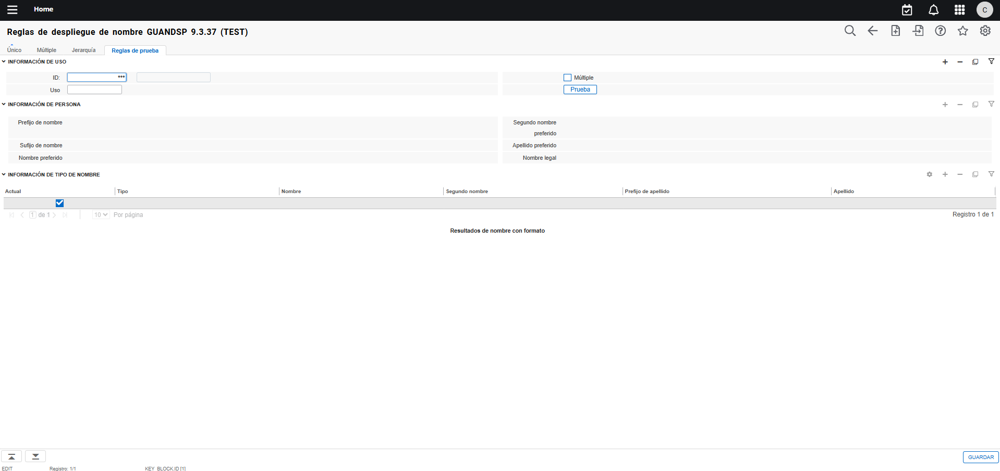 Home
C
Reglas de despliegue de nombre GUANDSP 9.3.37 (TEST)
Único
Múltiple
Jerarquía
Reglas de prueba
INFORMACIÓN DE USO
ID:
Múltiple
Uso
Prueba
INFORMACIÓN DE PERSONA
Prefijo de nombre
Segundo nombre
preferido
Sufijo de nombre
Apellido preferido
Nombre preferido
Nombre legal
INFORMACIÓN DE TIPO DE NOMBRE
Actual
Tipo
Nombre
Segundo nombre
Prefijo de apellido
Apellido
1 de 1
10
Por página
Registro 1 de 1
Resultados de nombre con formato
GUARDAR
EDIT
Registro: 1/1
KEY_BLOCK.ID [1]